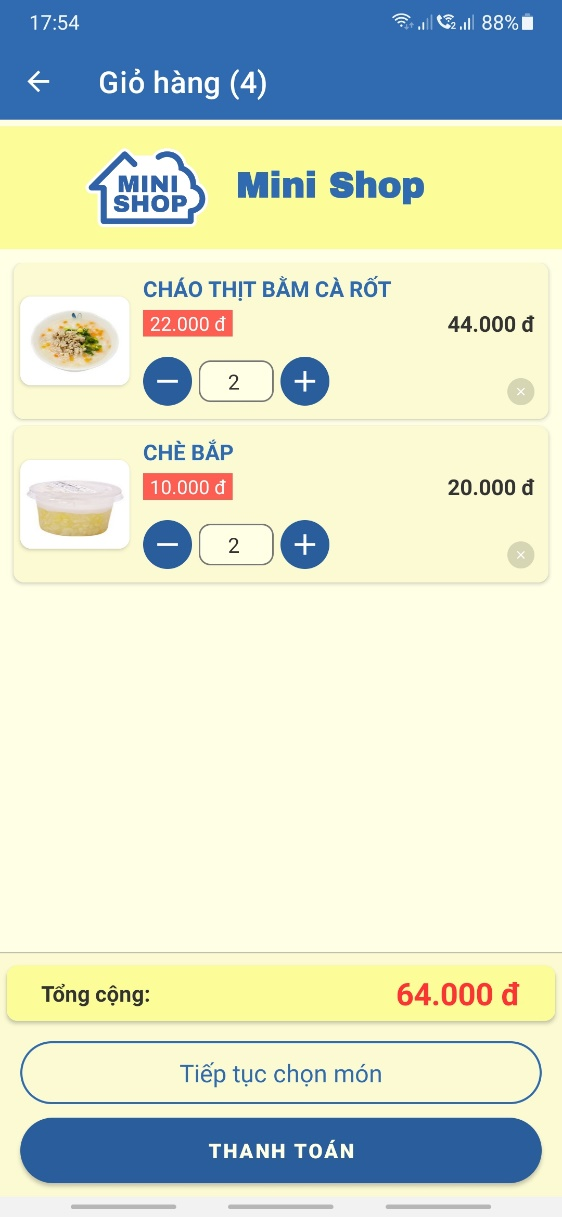 17:54
88%
Giỏ hàng (4)
MINI
SHOP
Mini Shop
CHÁO THỊT BẰM CÀ RỐT
22.000 đ
44.000 đ
2
CHÈ BẮP
10.000 đ
20.000 đ
2
Tổng cộng:
64.000 đ
Tiếp tục chọn món
THANH TOÁN